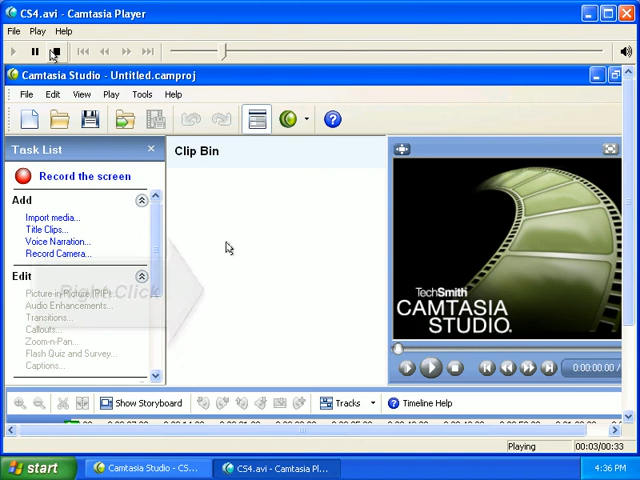 CS4.avi - Camtasia Player
File Play Help
Camtasia Studio - Untitled.camproj
File Edit View Play Tools Help
Task List
Clip Bin
Record the screen
Add
Import media...
Title Clips...
Voice Narration...
Record Camera...
Edit
Right Click
Picture-in-Picture (PIP)...
Audio Enhancements...
Transitions...
Callouts...
Zoom-n-Pan...
Flash Quiz and Survey...
Captions...
TechSmith
CAMTASIA
STUDIO.
0:00:00.00 /
Show Storyboard
Tracks
Timeline Help
Playing
00:03/00:33
start
Camtasia Studio - CS...
CS4.avi - Camtasia Pl...
4:36 PM